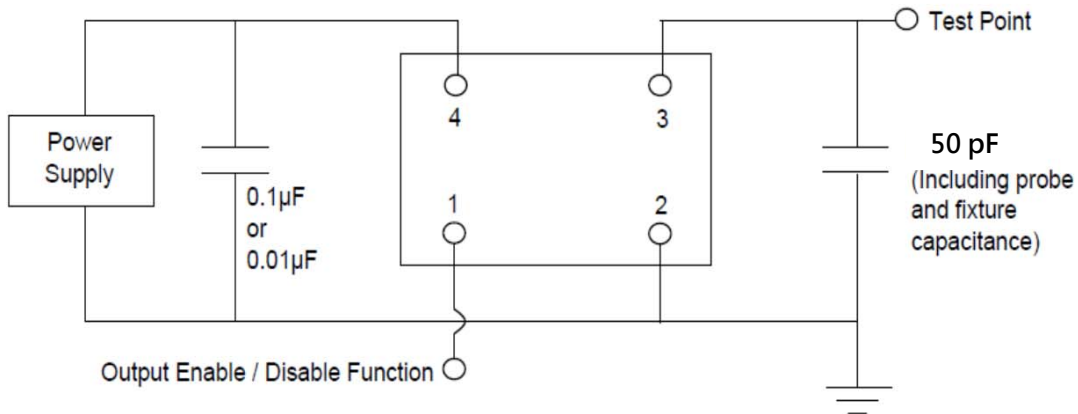 Test Point
4
3
Power
Supply
50 pF
(Including probe
and fixture
capacitance)
0.1µF
or
0.01µF
1
2
Output Enable / Disable Function